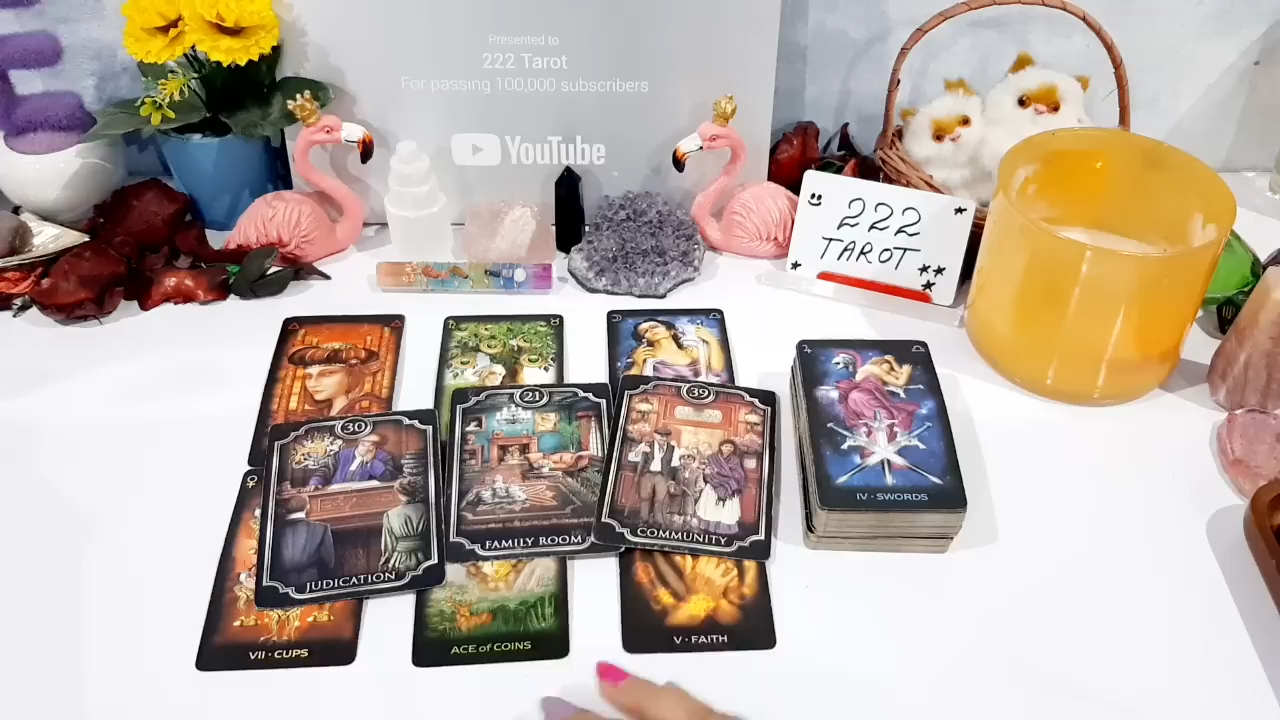 Presented to
222 Tarot
For passing 100,000 subscribers
YouTube
222
TAROT
30
JUDICATION
21
FAMILY ROOM
39
COMMUNITY
IV · SWORDS
VII · CUPS
ACE of COINS
V · FAITH